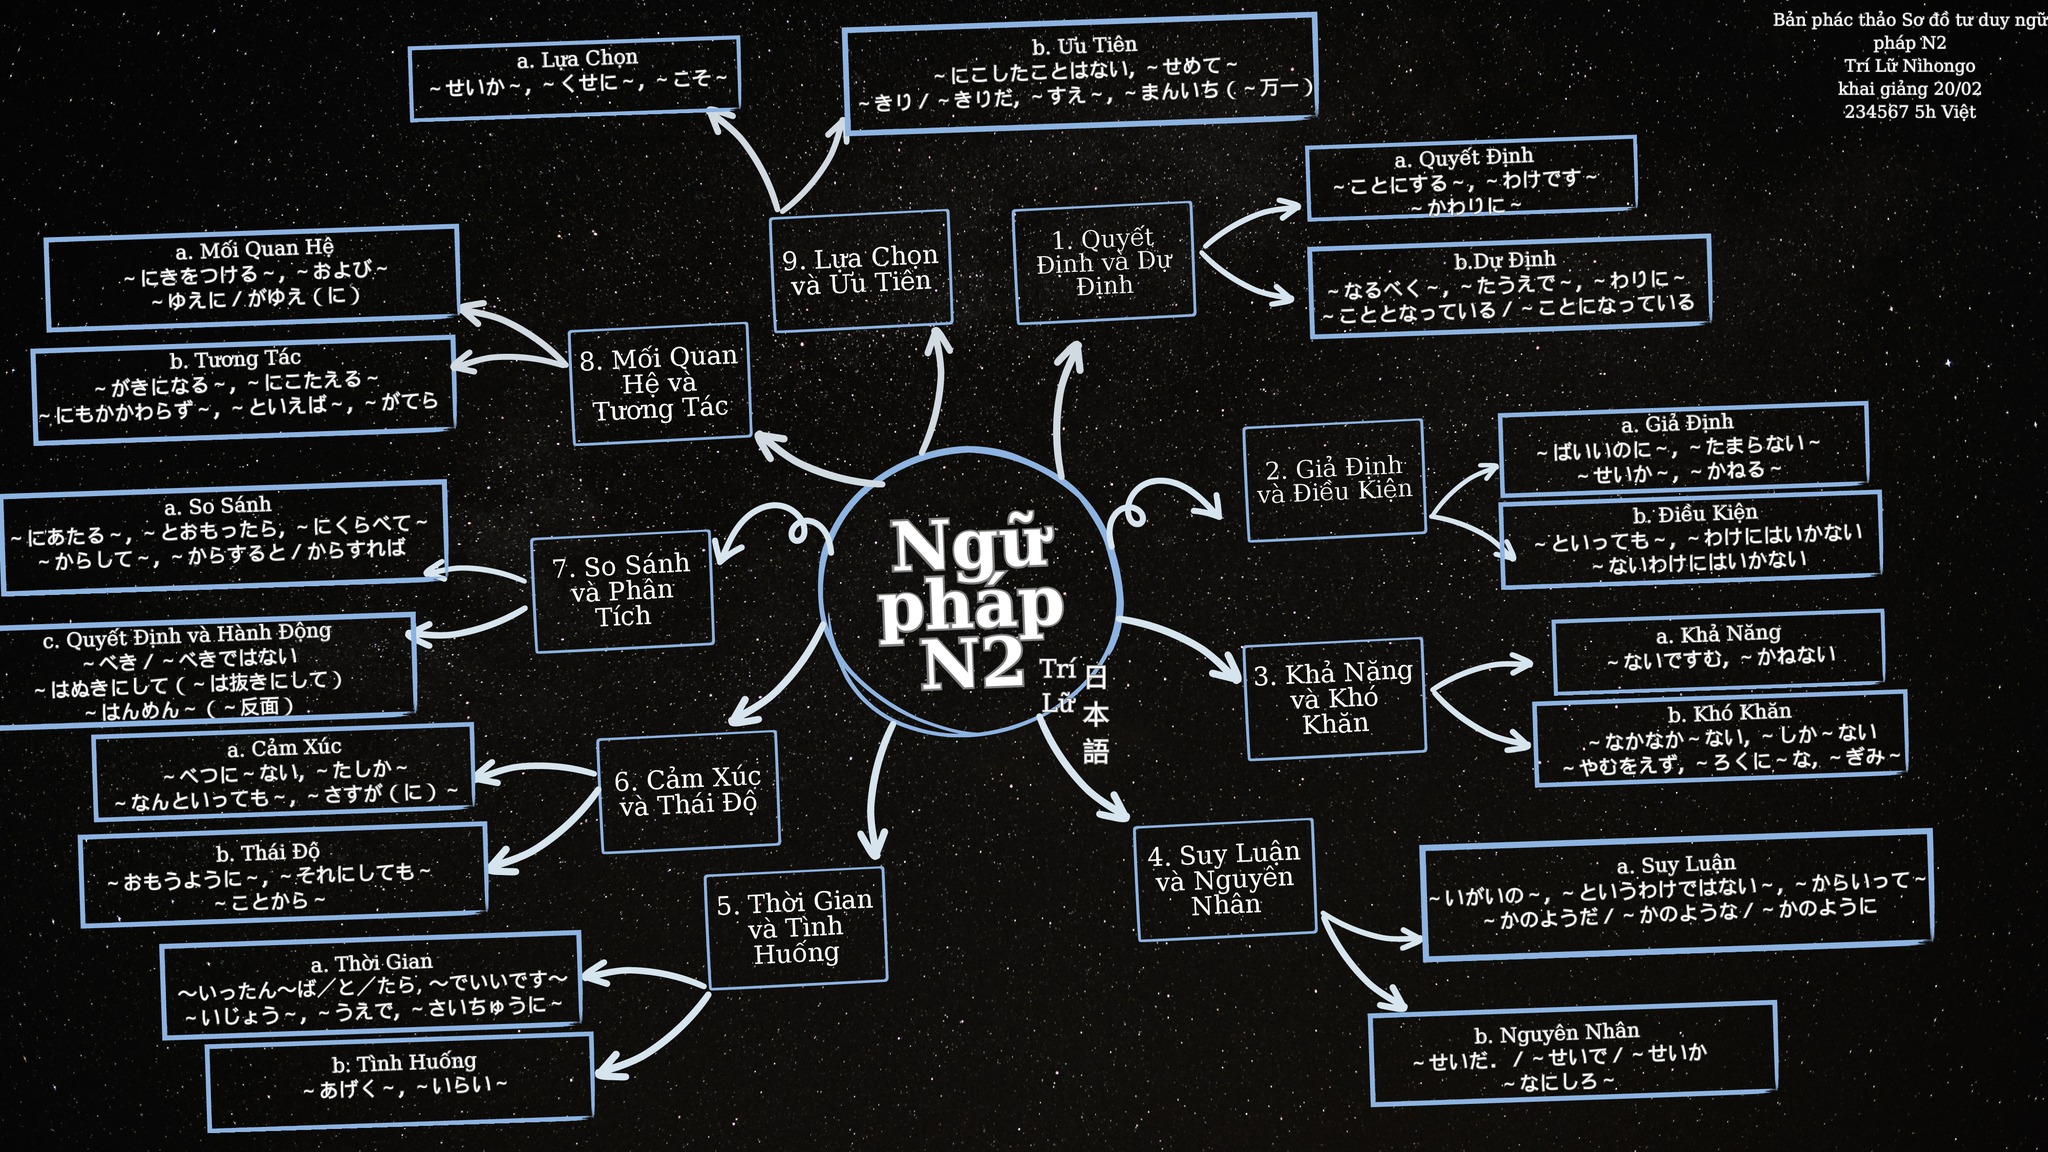 Bản phác thảo Sơ đồ tư duy ngữ
pháp N2
Trí Lữ Nihongo
khai giảng 20/02
234567 5h Việt
Ngữ
pháp
N2
Trí
Lữ
日本語
1. Quyết
Định và Dự
Định
a. Quyết Định
~ことにする~, ~わけです~
~かわりに~
b.Dự Định
~なるべく~, ~たうえで~, ~わりに~
~こととなっている / ~ことになっている
2. Giả Định
và Điều Kiện
a. Giả Định
~ばいいのに~, ~たまらない~
~せいか~, ~かねる~
b. Điều Kiện
~といっても~, ~わけにはいかない
~ないわけにはいかない
3. Khả Năng
và Khó
Khăn
a. Khả Năng
~ないですむ, ~かねない
b. Khó Khăn
.~なかなか~ない, ~しか~ない
~やむをえず, ~ろくに~な, ~ぎみ~
4. Suy Luận
và Nguyên
Nhân
a. Suy Luận
~いがいの~, ~というわけではない~, ~からいって~
~かのようだ / ~かのような / ~かのように
b. Nguyên Nhân
~せいだ. / ~せいで / ~せいか
~なにしろ~
5. Thời Gian
và Tình
Huống
a. Thời Gian
～いったん～ば／と／たら, ～でいいです～
~いじょう~, ~うえで, ~さいちゅうに~
b: Tình Huống
~あげく~, ~いらい~
6. Cảm Xúc
và Thái Độ
a. Cảm Xúc
~べつに~ない, ~たしか~
~なんといっても~, ~さすが（に）~
b. Thái Độ
~おもうように~, ~それにしても~
~ことから~
7. So Sánh
và Phân
Tích
a. So Sánh
~にあたる~, ~とおもったら, ~にくらべて~
~からして~, ~からすると / からすれば
c. Quyết Định và Hành Động
~べき / ~べきではない
~はぬきにして（~は抜きにして）
~はんめん~（~反面）
8. Mối Quan
Hệ và
Tương Tác
a. Mối Quan Hệ
~にきをつける~, ~および~
~ゆえに / がゆえ（に）
b. Tương Tác
~がきになる~, ~にこたえる~
~にもかかわらず~, ~といえば~, ~がてら
9. Lựa Chọn
và Ưu Tiên
a. Lựa Chọn
~せいか~, ~くせに~, ~こそ~
b. Ưu Tiên
~にこしたことはない, ~せめて~
~きり / ~きりだ, ~すえ~, ~まんいち（~万一）